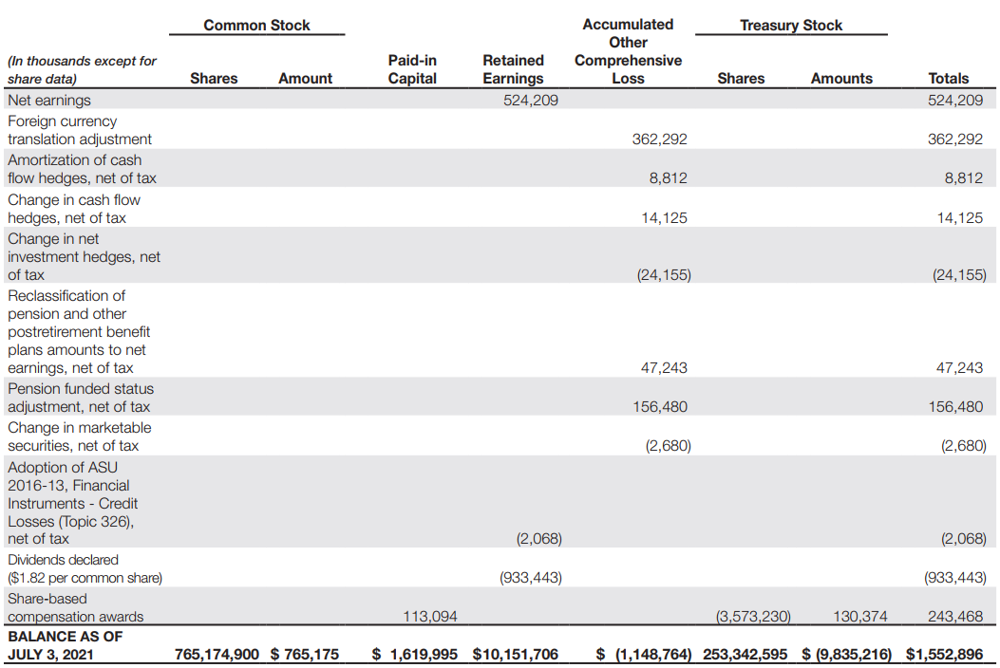 Common Stock Accumulated Other Comprehensive Loss Treasury Stock
(In thousands except for share data) Shares Amount Paid-in Capital Retained Earnings Shares Amounts Totals
Net earnings 524,209 524,209
Foreign currency
translation adjustment 362,292 362,292
Amortization of cash
flow hedges, net of tax 8,812 8,812
Change in cash flow
hedges, net of tax 14,125 14,125
Change in net
investment hedges, net
of tax (24,155) (24,155)
Reclassification of
pension and other
postretirement benefit
plans amounts to net
earnings, net of tax 47,243 47,243
Pension funded status
adjustment, net of tax 156,480 156,480
Change in marketable
securities, net of tax (2,680) (2,680)
Adoption of ASU
2016-13, Financial
Instruments - Credit
Losses (Topic 326),
net of tax (2,068) (2,068)
Dividends declared
($1.82 per common share) (933,443) (933,443)
Share-based
compensation awards 113,094 (3,573,230) 130,374 243,468
BALANCE AS OF
JULY 3, 2021 765,174,900 $ 765,175 $ 1,619,995 $10,151,706 $ (1,148,764) 253,342,595 $ (9,835,216) $1,552,896